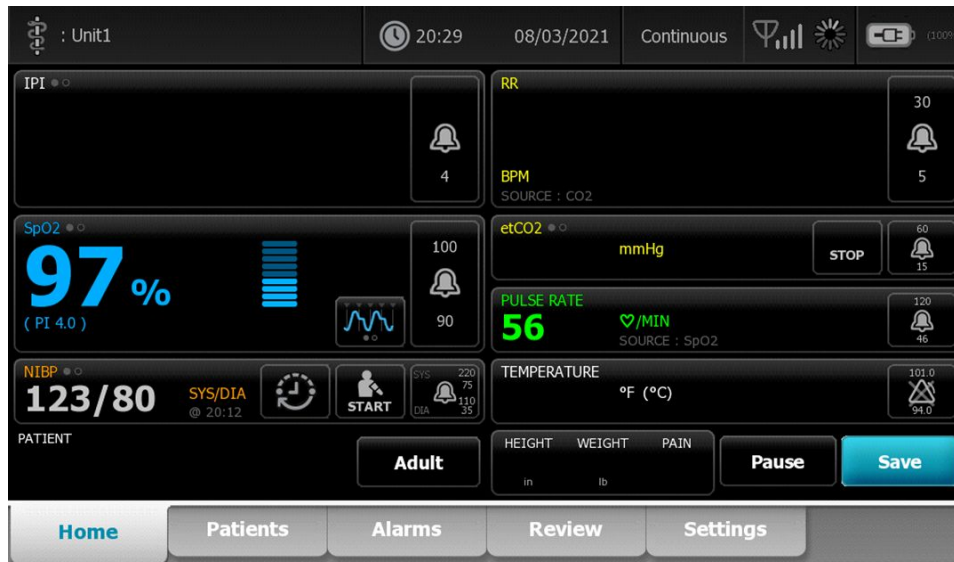 : Unit1
20:29
08/03/2021
Continuous
(100%
IPI
4
RR
BPM
SOURCE : CO2
30
5
SpO2
97 %
( PI 4.0 )
100
90
etCO2
mmHg
STOP
60
15
PULSE RATE
56
/MIN
SOURCE : SpO2
120
46
NIBP
123/80
SYS/DIA
@ 20:12
START
SYS 220
75
110
DIA 35
TEMPERATURE
°F (°C)
101.0
94.0
PATIENT
Adult
HEIGHT WEIGHT PAIN
in lb
Pause
Save
Home
Patients
Alarms
Review
Settings